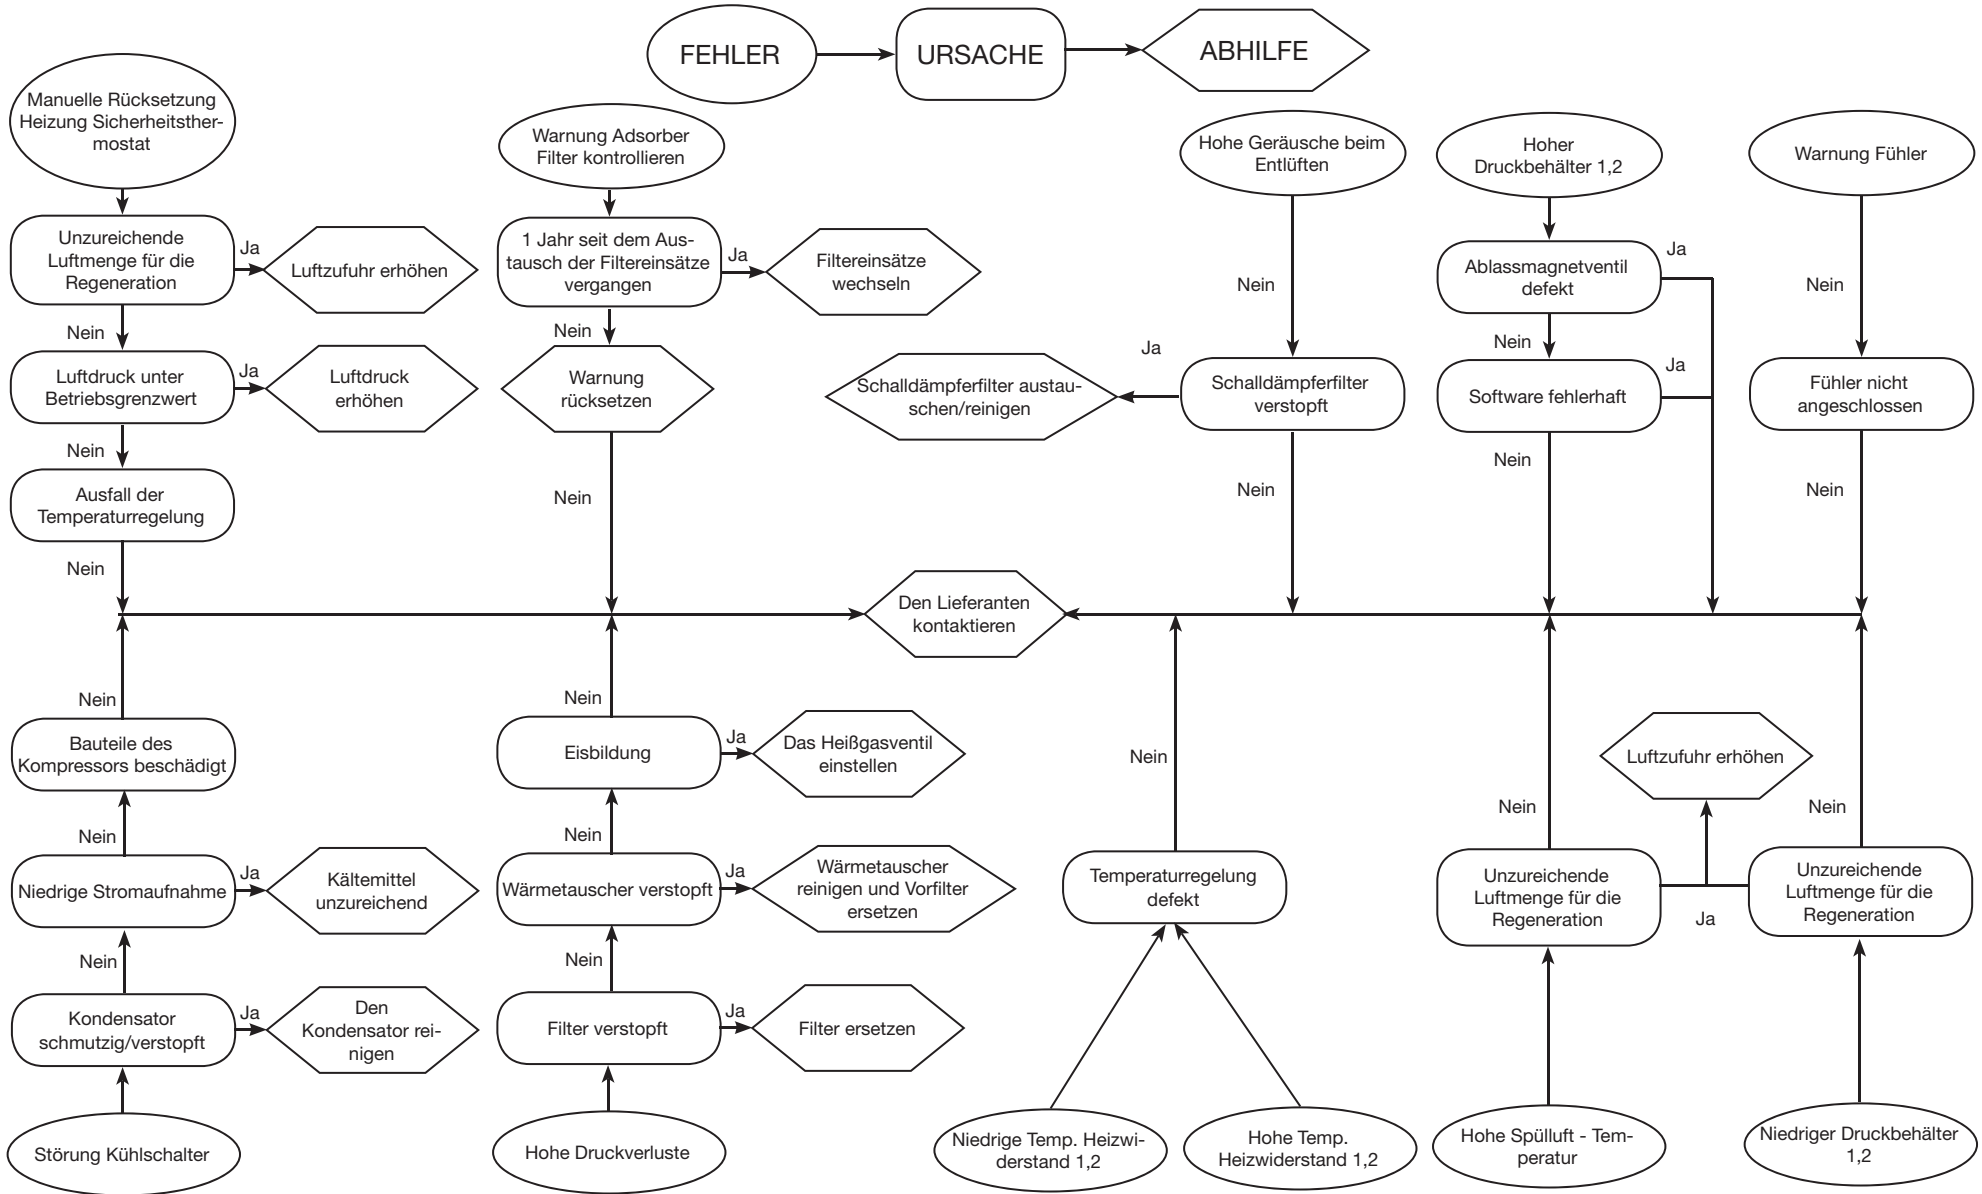 FEHLER
URSACHE
ABHILFE
Manuelle Rücksetzung
Heizung Sicherheitsther-
mostat
Unzureichende
Luftmenge für die
Regeneration
Ja
Luftzufuhr erhöhen
Nein
Luftdruck unter
Betriebsgrenzwert
Ja
Luftdruck
erhöhen
Nein
Ausfall der
Temperaturregelung
Nein
Warnung Adsorber
Filter kontrollieren
1 Jahr seit dem Aus-
tausch der Filtereinsätze
vergangen
Ja
Filtereinsätze
wechseln
Nein
Warnung
rücksetzen
Nein
Hohe Geräusche beim
Entlüften
Nein
Schalldämpferfilter
verstopft
Ja
Schalldämpferfilter austau-
schen/reinigen
Nein
Hoher
Druckbehälter 1,2
Ablassmagnetventil
defekt
Ja
Nein
Software fehlerhaft
Ja
Nein
Warnung Fühler
Nein
Fühler nicht
angeschlossen
Nein
Den Lieferanten
kontaktieren
Nein
Bauteile des
Kompressors beschädigt
Nein
Niedrige Stromaufnahme
Ja
Kältemittel
unzureichend
Nein
Kondensator
schmutzig/verstopft
Ja
Den
Kondensator rei-
nigen
Störung Kühlschalter
Nein
Eisbildung
Ja
Das Heißgasventil
einstellen
Nein
Wärmetauscher verstopft
Ja
Wärmetauscher
reinigen und Vorfilter
ersetzen
Nein
Filter verstopft
Ja
Filter ersetzen
Hohe Druckverluste
Nein
Temperaturregelung
defekt
Niedrige Temp. Heizwi-
derstand 1,2
Hohe Temp.
Heizwiderstand 1,2
Nein
Unzureichende
Luftmenge für die
Regeneration
Hohe Spülluft - Tem-
peratur
Luftzufuhr erhöhen
Ja
Nein
Unzureichende
Luftmenge für die
Regeneration
Niedriger Druckbehälter
1,2